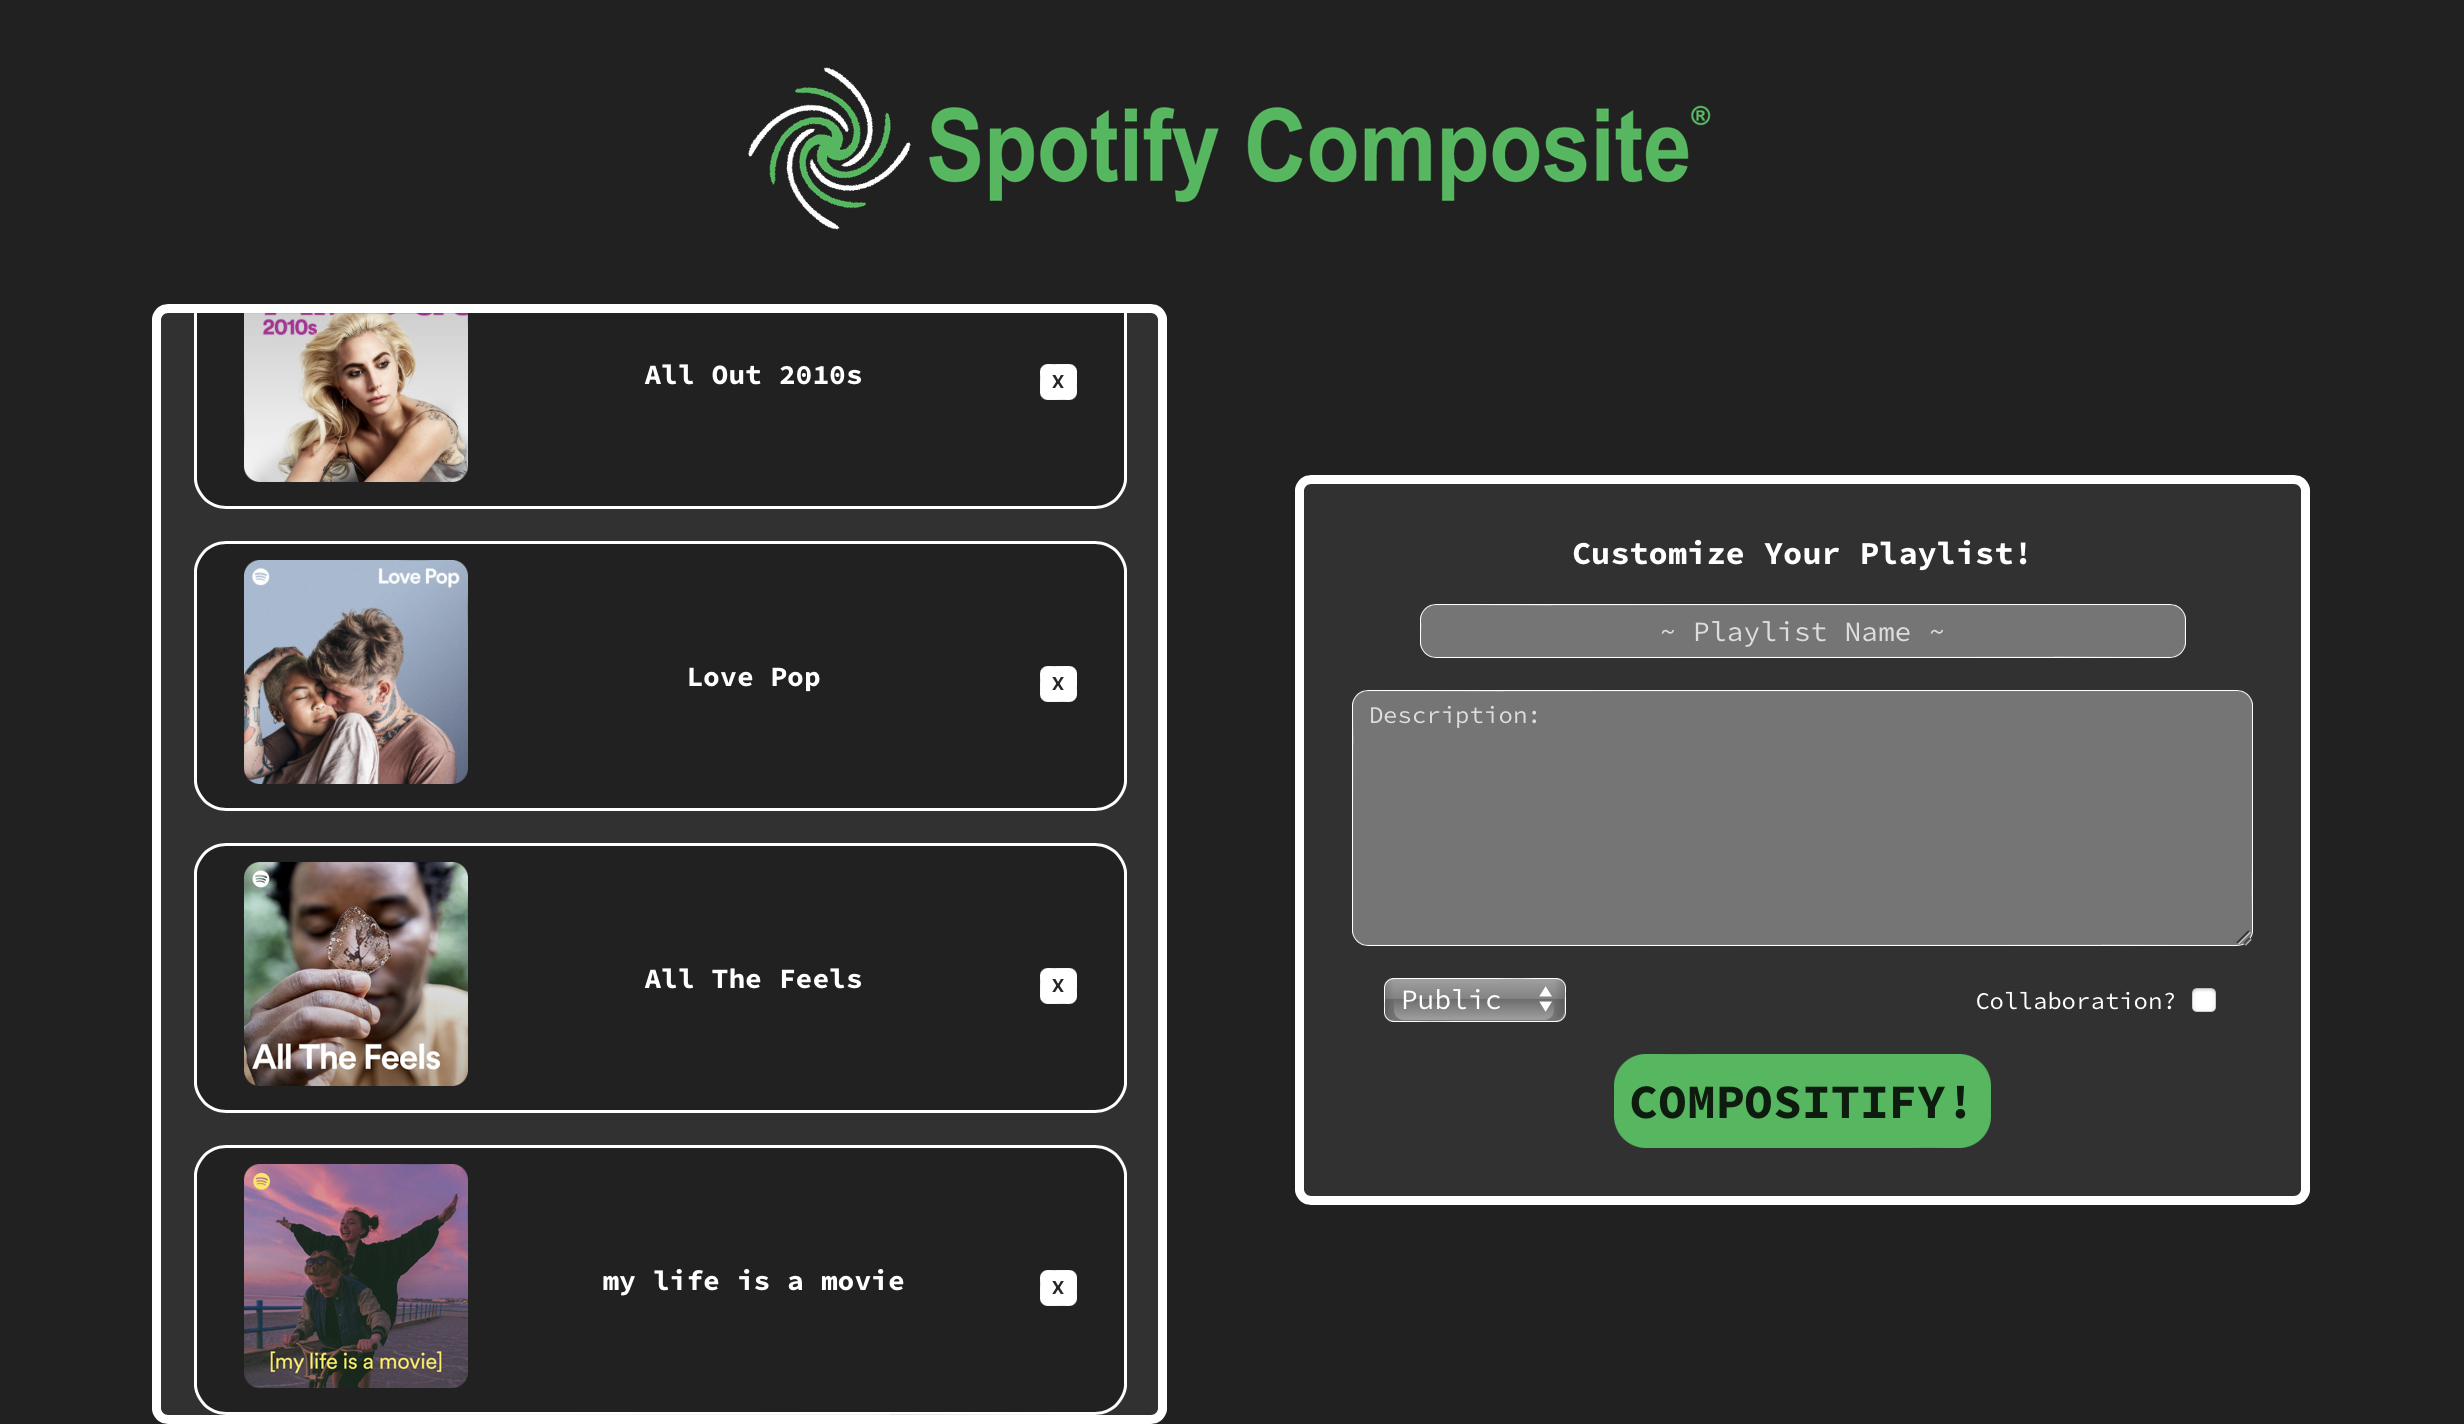 Spotify Composite®
2010s
All Out 2010s
X
Love Pop
Love Pop
X
All The Feels
All The Feels
X
my life is a movie
[my life is a movie]
X
Customize Your Playlist!
~ Playlist Name ~
Description:
Public
Collaboration?
COMPOSITIFY!